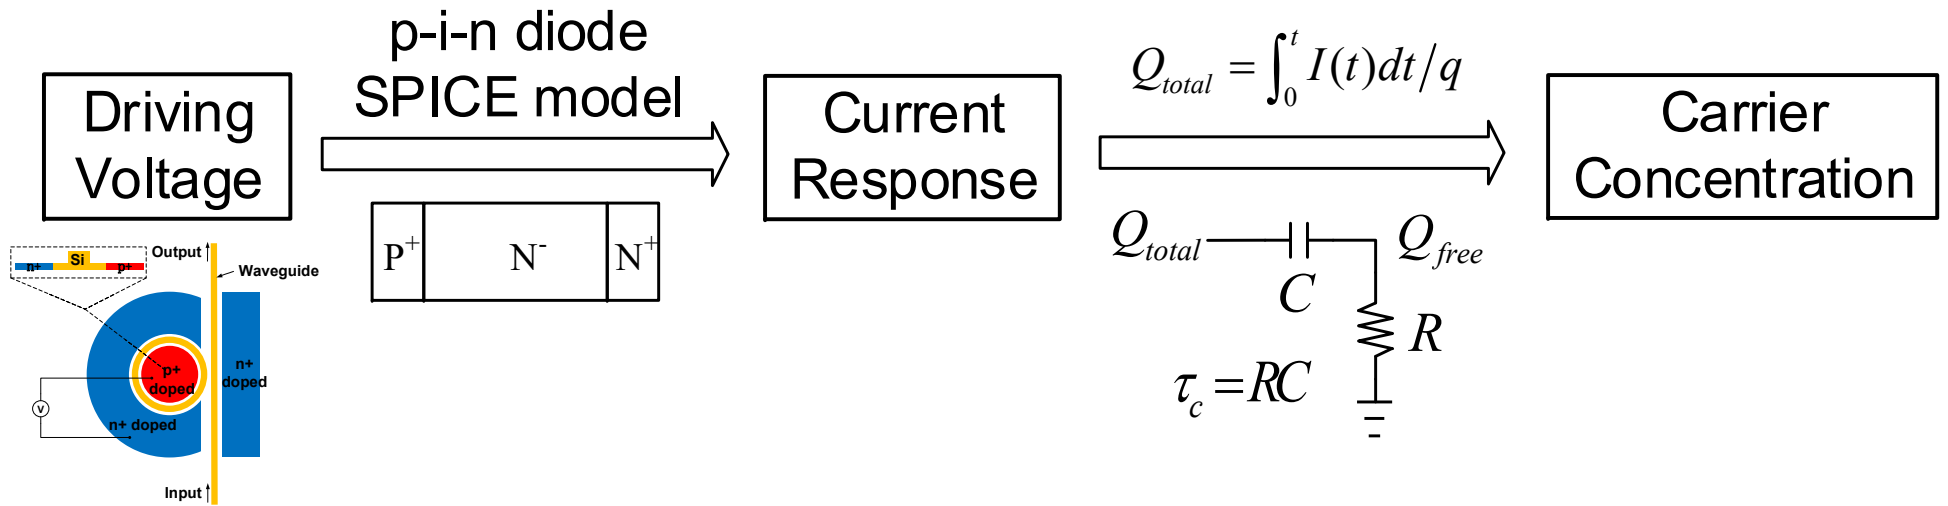 p-i-n diode
SPICE model
Driving
Voltage
Current
Response
Q_total = ∫_0^t I(t)dt/q
Carrier
Concentration
P+ N- N+
Q_total
Q_free
C
R
τ_c = RC
Output
Waveguide
n+ Si p+
n+
doped
p+
doped
V
n+ doped
Input